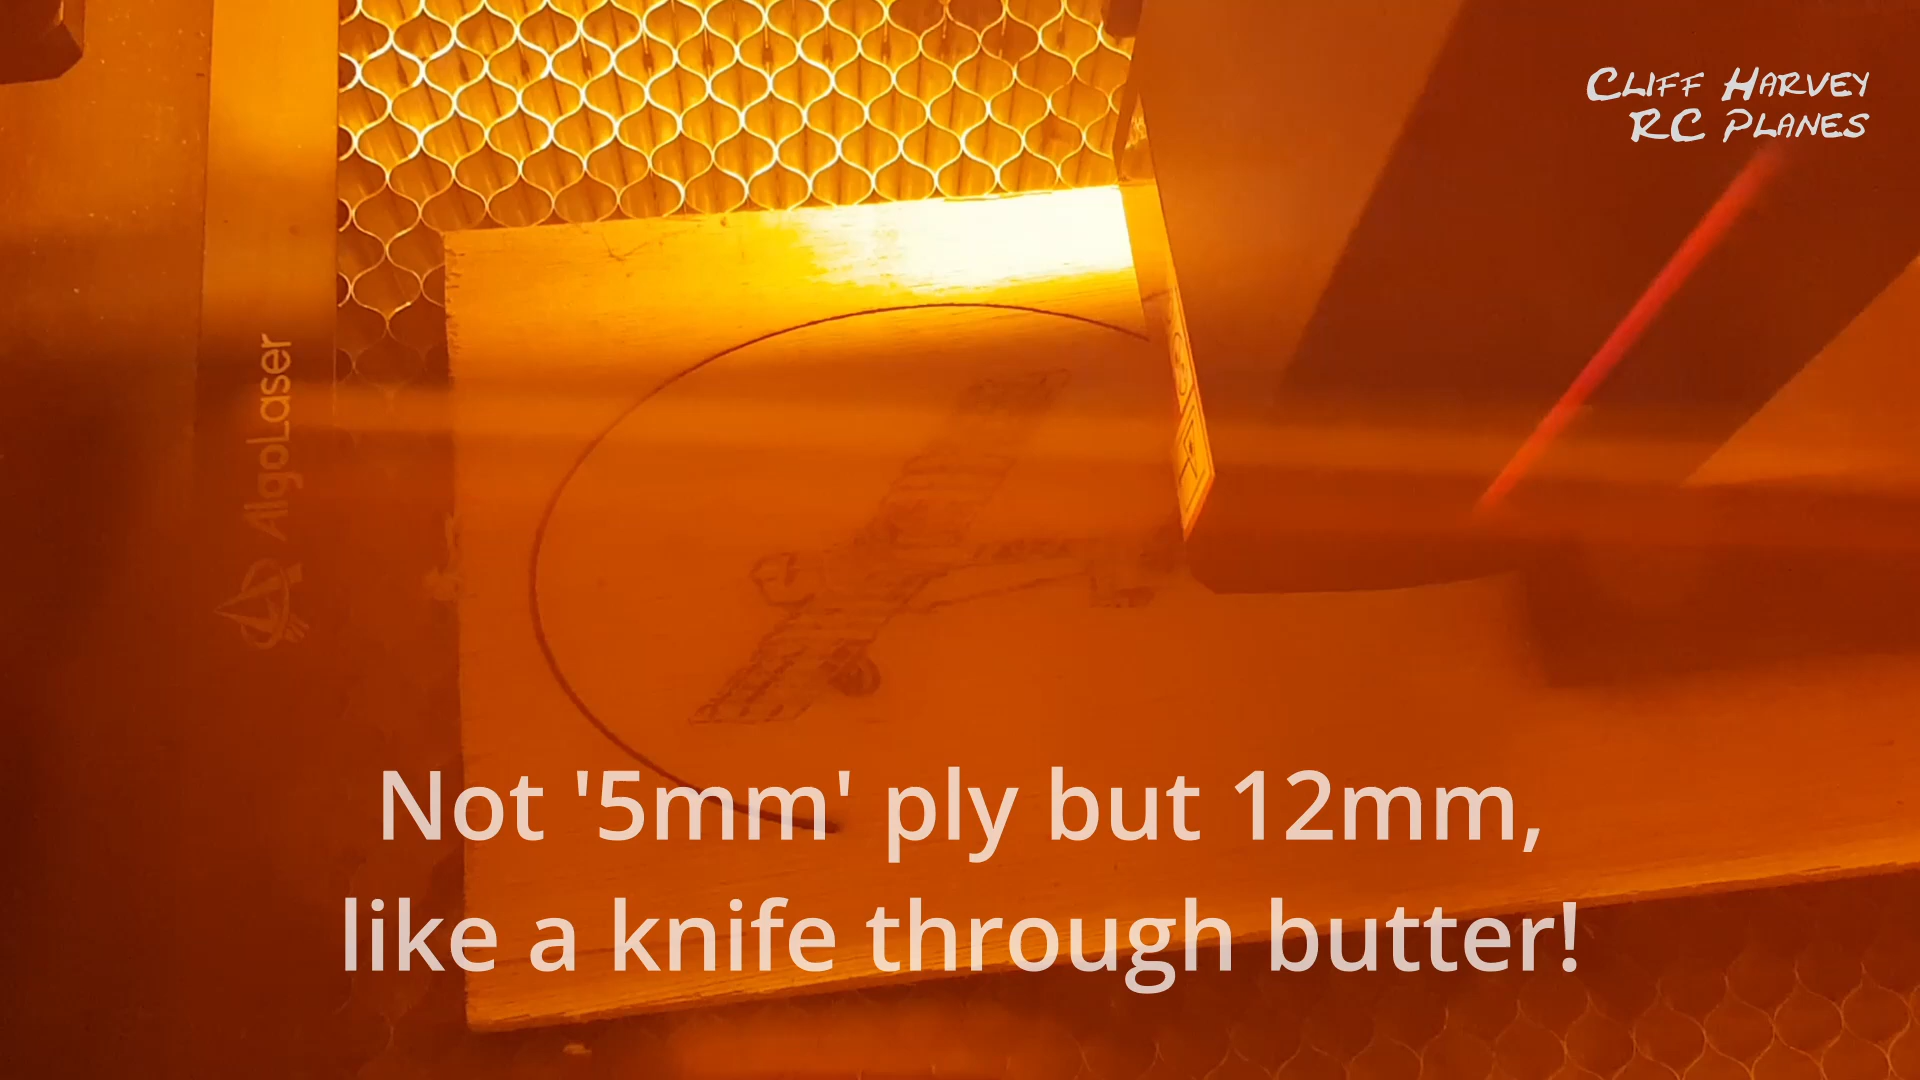 CLIFF HARVEY
RC PLANES
AlgoLaser
Not '5mm' ply but 12mm,
like a knife through butter!